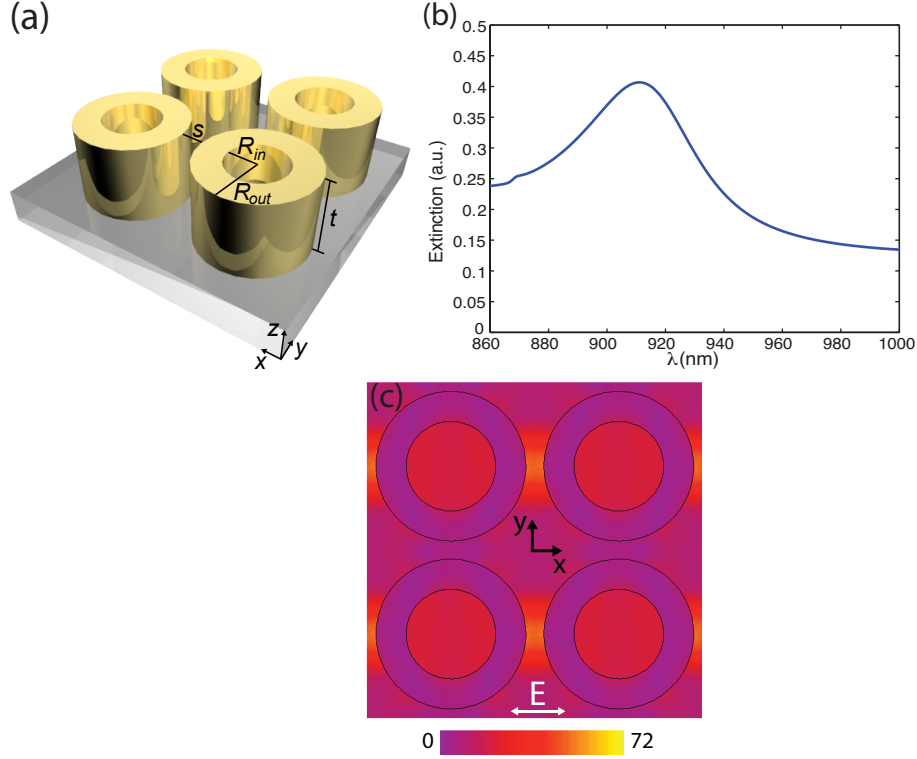 (a)
s
R_in
R_out
t
z
y
x
(b)
0.5
0.45
0.4
0.35
0.3
0.25
0.2
0.15
0.1
0.05
0
Extinction (a.u.)
860 880 900 920 940 960 980 1000
λ(nm)
(c)
y
x
E
0 72